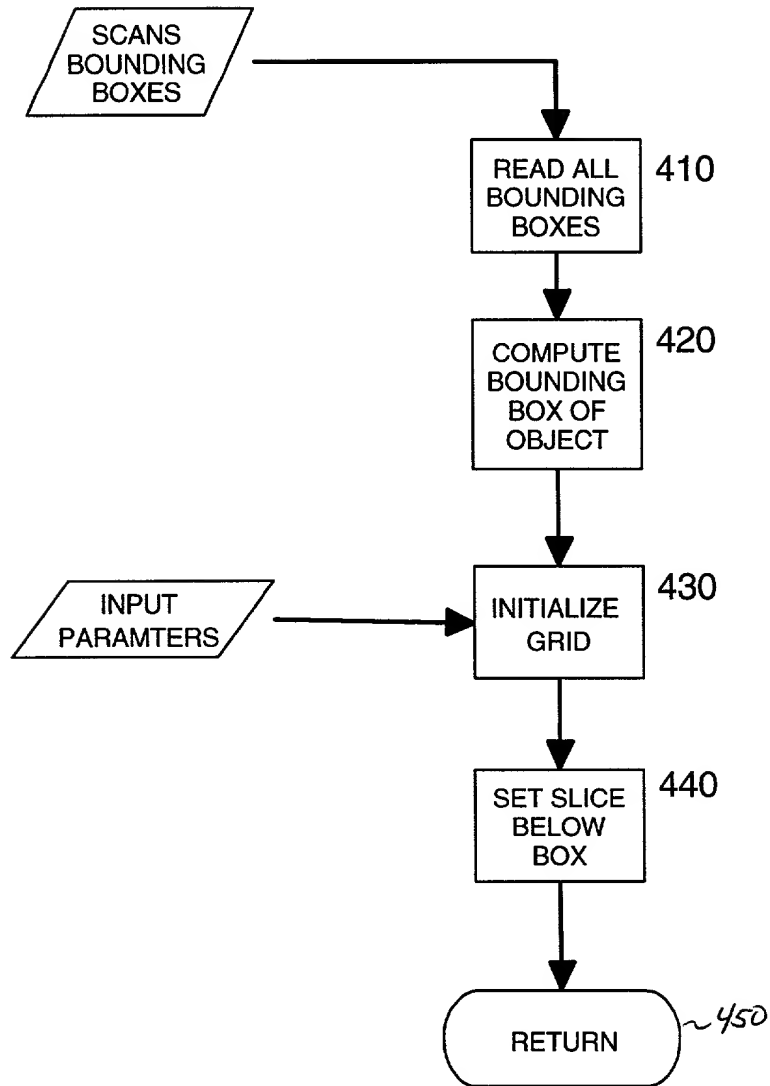 SCANS
BOUNDING
BOXES
READ ALL
BOUNDING
BOXES
410
COMPUTE
BOUNDING
BOX OF
OBJECT
420
INPUT
PARAMTERS
INITIALIZE
GRID
430
SET SLICE
BELOW
BOX
440
RETURN
~450